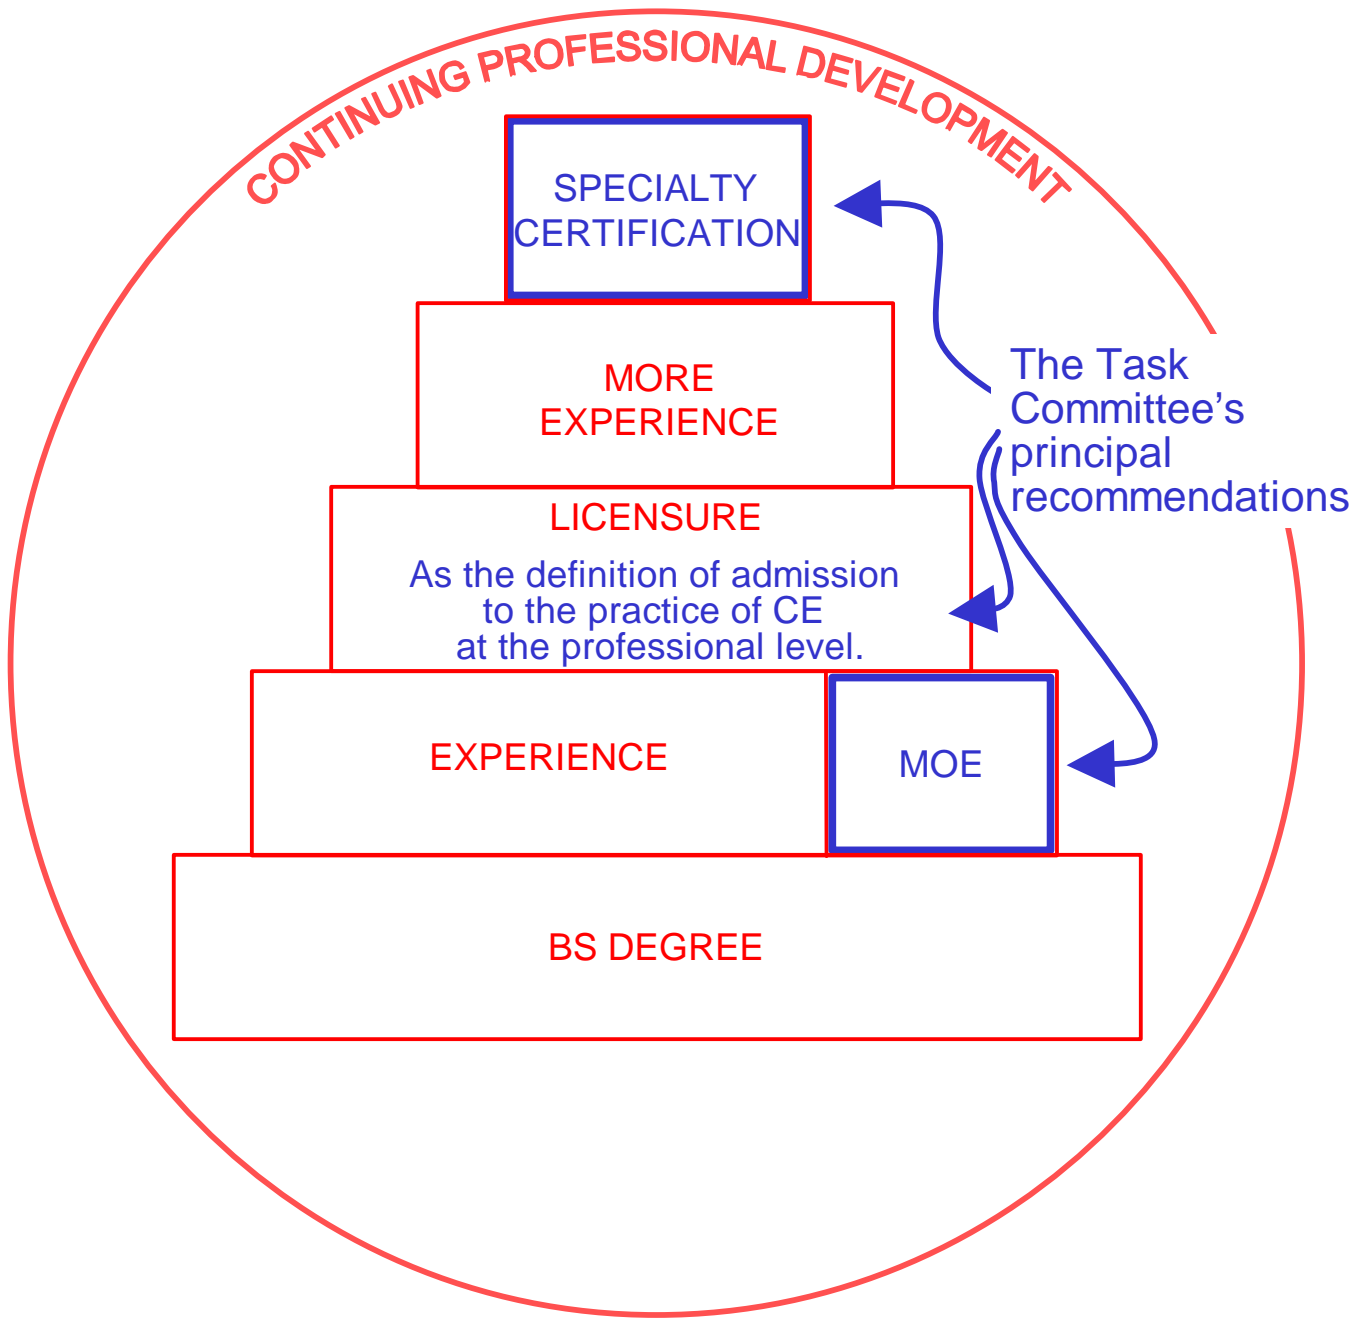 CONTINUING PROFESSIONAL DEVELOPMENT
SPECIALTY
CERTIFICATION
The Task
Committee’s
principal
recommendations
MORE
EXPERIENCE
LICENSURE
As the definition of admission
to the practice of CE
at the professional level.
EXPERIENCE
MOE
BS DEGREE